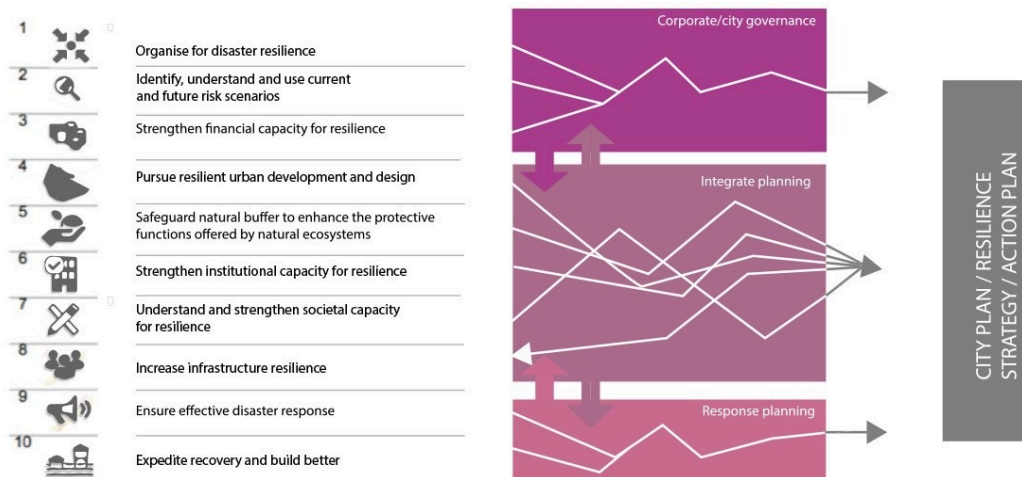 1
Organise for disaster resilience
2
Identify, understand and use current
and future risk scenarios
3
Strengthen financial capacity for resilience
4
Pursue resilient urban development and design
5
Safeguard natural buffer to enhance the protective
functions offered by natural ecosystems
6
Strengthen institutional capacity for resilience
7
Understand and strengthen societal capacity
for resilience
8
Increase infrastructure resilience
9
Ensure effective disaster response
10
Expedite recovery and build better
Corporate/city governance
Integrate planning
Response planning
CITY PLAN / RESILIENCE
STRATEGY / ACTION PLAN